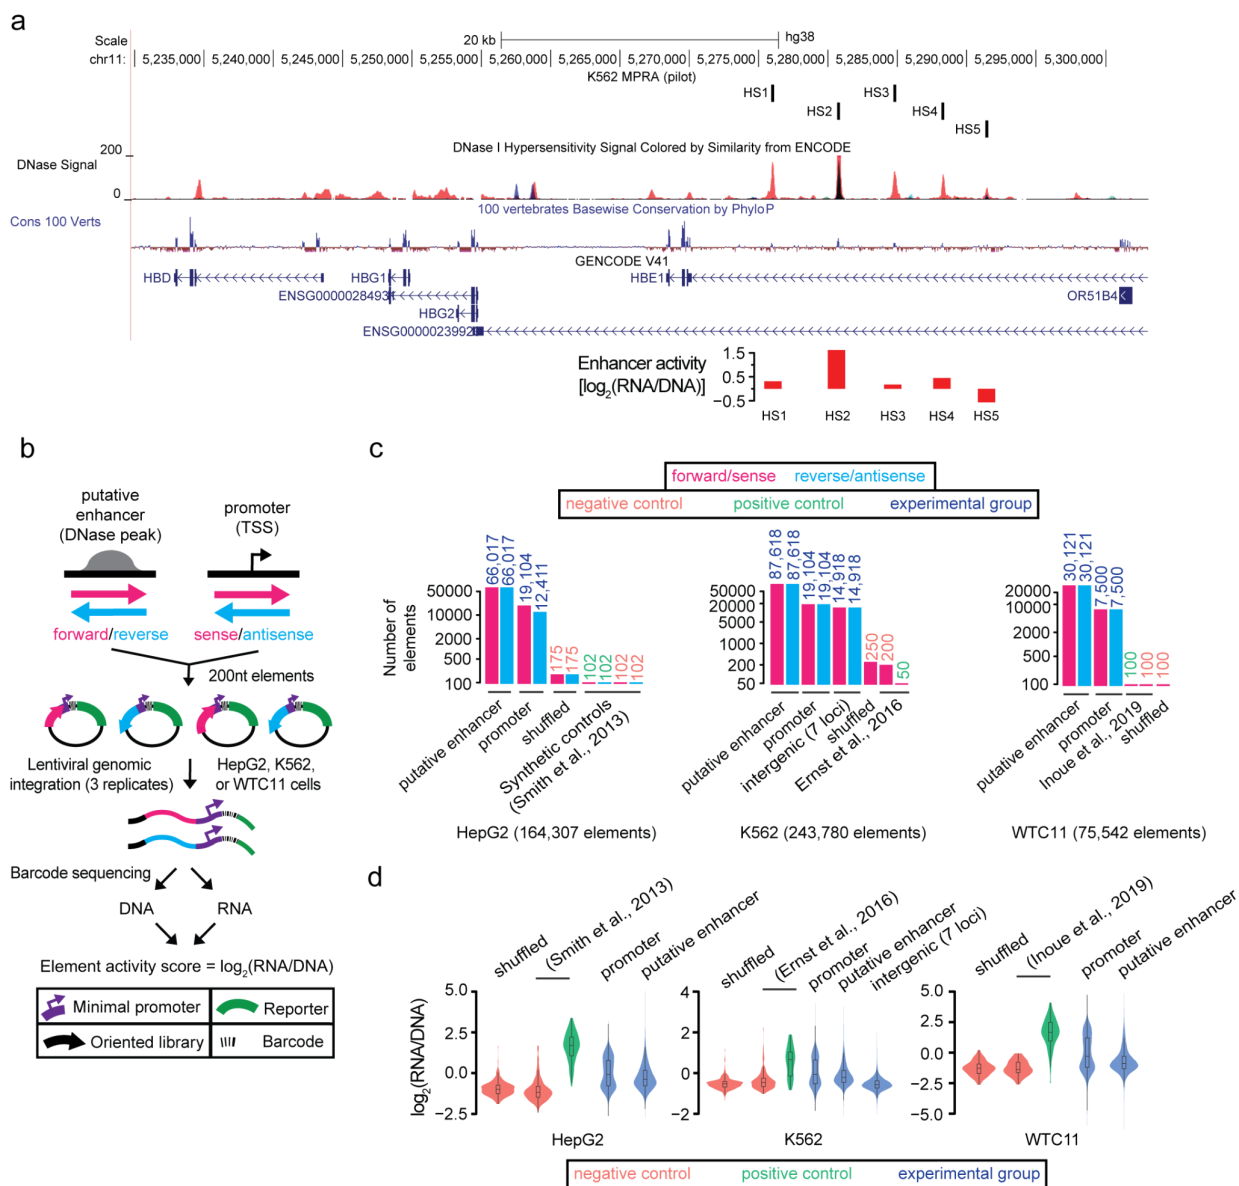 a
Scale
20 kb
hg38
chr11:
5,235,000
5,240,000
5,245,000
5,250,000
5,255,000
5,260,000
5,265,000
5,270,000
5,275,000
5,280,000
5,285,000
5,290,000
5,295,000
5,300,000
K562 MPRA (pilot)
HS1
HS2
HS3
HS4
HS5
DNase I Hypersensitivity Signal Colored by Similarity from ENCODE
200
DNase Signal
0
100 vertebrates Basewise Conservation by PhyloP
Cons 100 Verts
GENCODE V41
HBD
HBG1
HBE1
ENSG0000028493
OR51B4
HBG2
ENSG0000023992
Enhancer activity
[log2(RNA/DNA)]
1.5
0.5
−0.5
HS1
HS2
HS3
HS4
HS5
b
putative
enhancer
(DNase peak)
promoter
(TSS)
forward/reverse
sense/antisense
200nt elements
Lentiviral genomic
integration (3 replicates)
HepG2, K562,
or WTC11 cells
Barcode sequencing
DNA
RNA
Element activity score = log2(RNA/DNA)
Minimal promoter
Reporter
Oriented library
Barcode
c
forward/sense
reverse/antisense
negative control
positive control
experimental group
Number of
elements
50000
20000
10000
5000
2000
500
100
66,017
66,017
19,104
12,411
175
175
102
102
102
102
putative enhancer
promoter
shuffled
Synthetic controls
(Smith et al., 2013)
HepG2 (164,307 elements)
50000
20000
5000
1000
200
50
87,618
87,618
19,104
19,104
14,918
14,918
250
200
50
putative enhancer
promoter
intergenic (7 loci)
shuffled
Ernst et al., 2016
K562 (243,780 elements)
20000
10000
2000
500
100
30,121
30,121
7,500
7,500
100
100
100
putative enhancer
promoter
Inoue et al., 2019
shuffled
WTC11 (75,542 elements)
d
log2(RNA/DNA)
5.0
2.5
0.0
−2.5
shuffled
(Smith et al., 2013)
promoter
putative enhancer
HepG2
4
2
0
−2
shuffled
(Ernst et al., 2016)
promoter
putative enhancer
intergenic (7 loci)
K562
5.0
2.5
0.0
−2.5
−5.0
shuffled
(Inoue et al., 2019)
promoter
putative enhancer
WTC11
negative control
positive control
experimental group